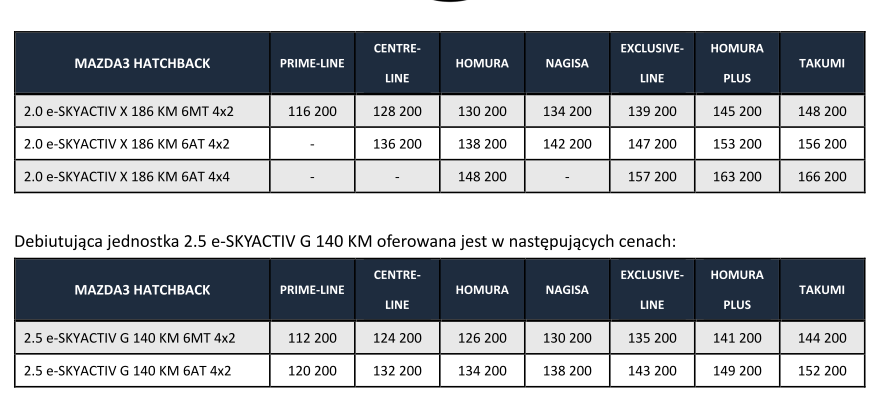 MAZDA3 HATCHBACK PRIME-LINE CENTRE-LINE HOMURA NAGISA EXCLUSIVE-LINE HOMURA PLUS TAKUMI
2.0 e-SKYACTIV X 186 KM 6MT 4x2 116 200 128 200 130 200 134 200 139 200 145 200 148 200
2.0 e-SKYACTIV X 186 KM 6AT 4x2 - 136 200 138 200 142 200 147 200 153 200 156 200
2.0 e-SKYACTIV X 186 KM 6AT 4x4 - - 148 200 - 157 200 163 200 166 200
Debiutująca jednostka 2.5 e-SKYACTIV G 140 KM oferowana jest w następujących cenach:
MAZDA3 HATCHBACK PRIME-LINE CENTRE-LINE HOMURA NAGISA EXCLUSIVE-LINE HOMURA PLUS TAKUMI
2.5 e-SKYACTIV G 140 KM 6MT 4x2 112 200 124 200 126 200 130 200 135 200 141 200 144 200
2.5 e-SKYACTIV G 140 KM 6AT 4x2 120 200 132 200 134 200 138 200 143 200 149 200 152 200